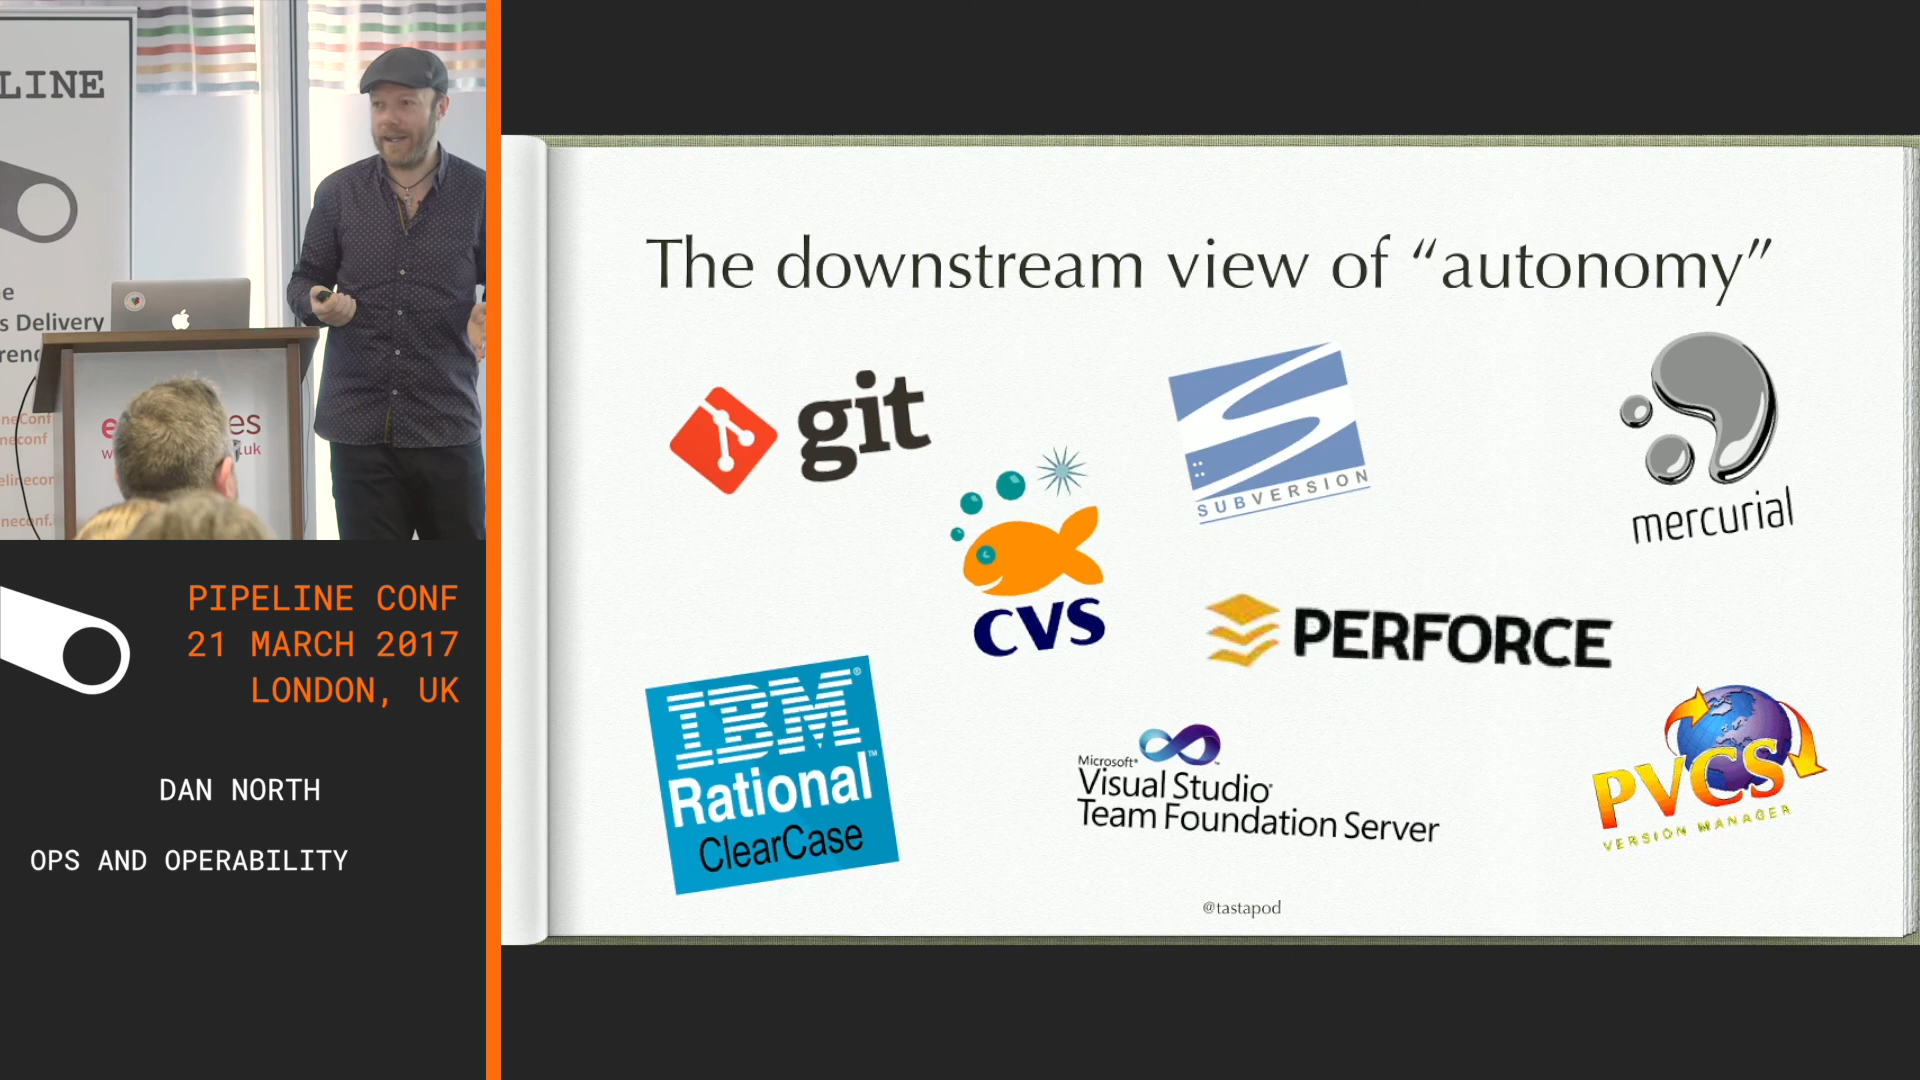 LINE
s Delivery
PIPELINE CONF
21 MARCH 2017
LONDON, UK
DAN NORTH
OPS AND OPERABILITY
The downstream view of “autonomy”
git
SUBVERSION
mercurial
CVS
PERFORCE
IBM®
Rational™
ClearCase
Microsoft®
Visual Studio®
Team Foundation Server
PVCS
VERSION MANAGER
@tastapod